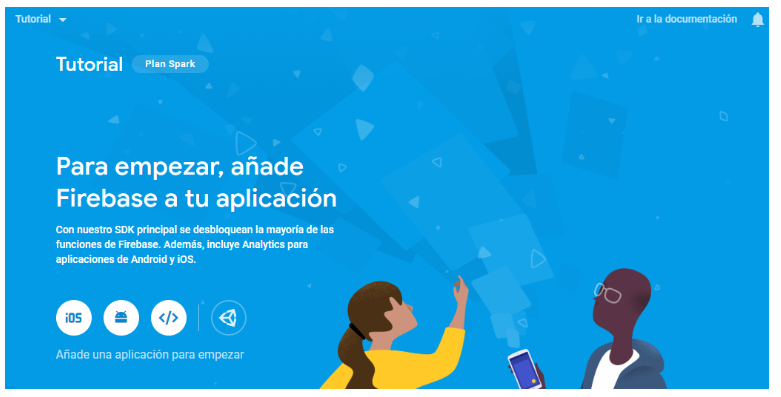 Tutorial
Ir a la documentación
Tutorial
Plan Spark
Para empezar, añade
Firebase a tu aplicación
Con nuestro SDK principal se desbloquean la mayoría de las
funciones de Firebase. Además, incluye Analytics para
aplicaciones de Android y iOS.
iOS
</>
Añade una aplicación para empezar